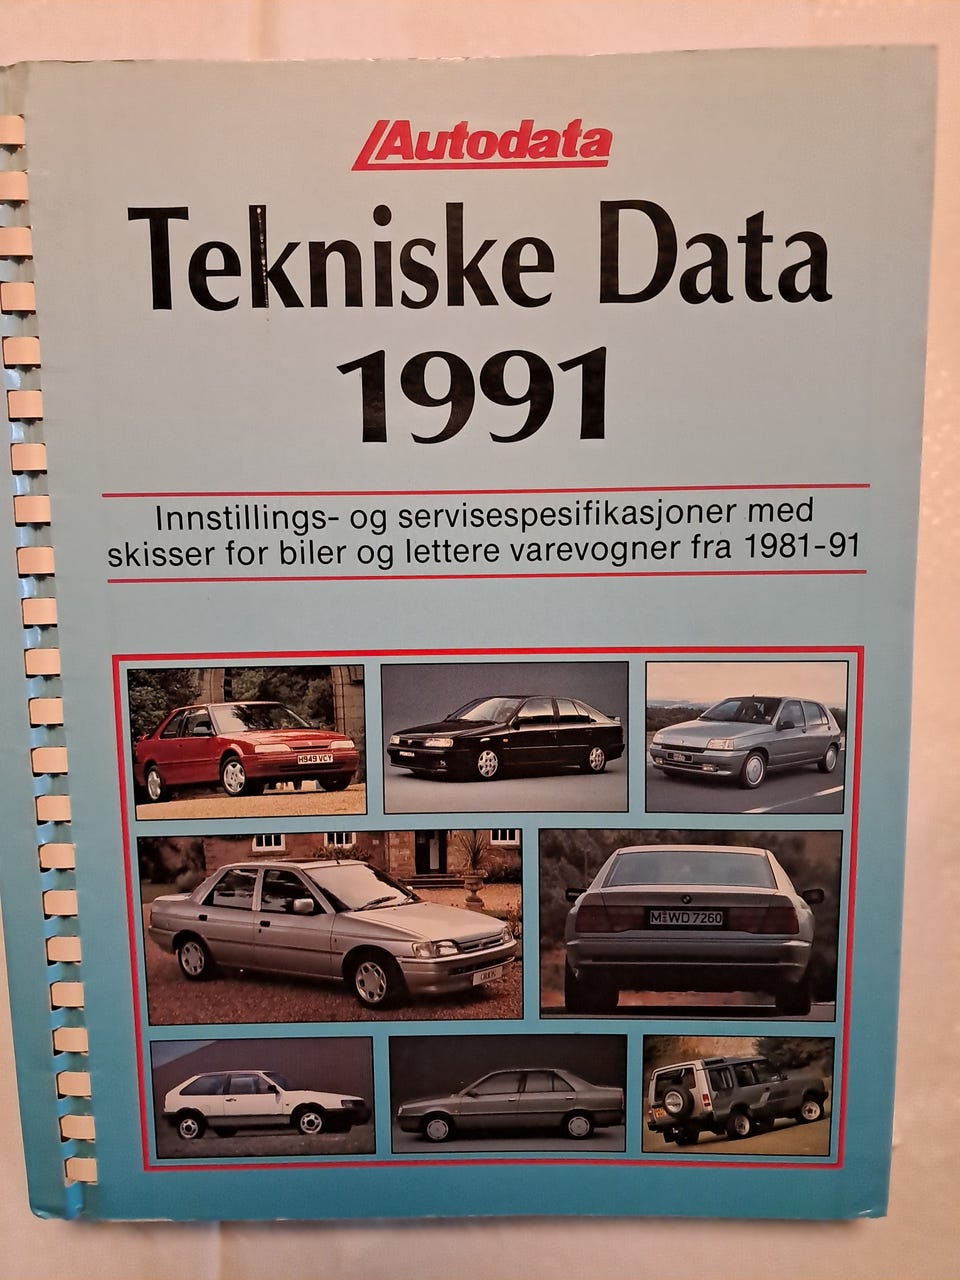 Autodata
Tekniske Data
1991
Innstillings- og servisespesifikasjoner med
skisser for biler og lettere varevogner fra 1981-91
H949 VCY
ORION
M WD 7260